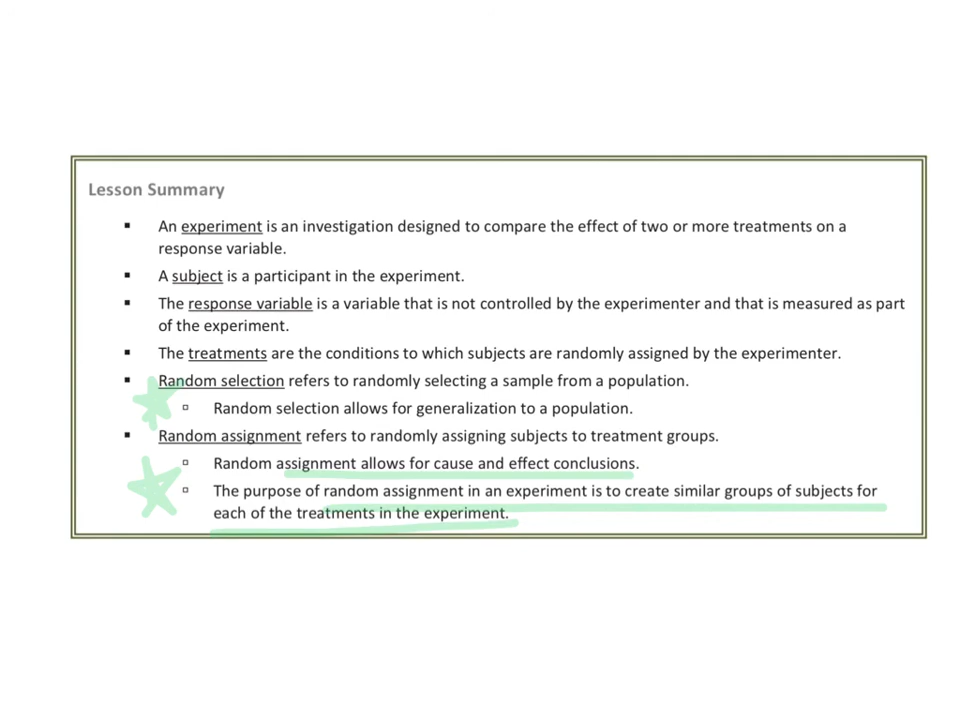 Lesson Summary
▪ An experiment is an investigation designed to compare the effect of two or more treatments on a
response variable.
▪ A subject is a participant in the experiment.
▪ The response variable is a variable that is not controlled by the experimenter and that is measured as part
of the experiment.
▪ The treatments are the conditions to which subjects are randomly assigned by the experimenter.
▪ Random selection refers to randomly selecting a sample from a population.
▫ Random selection allows for generalization to a population.
▪ Random assignment refers to randomly assigning subjects to treatment groups.
▫ Random assignment allows for cause and effect conclusions.
▫ The purpose of random assignment in an experiment is to create similar groups of subjects for
each of the treatments in the experiment.